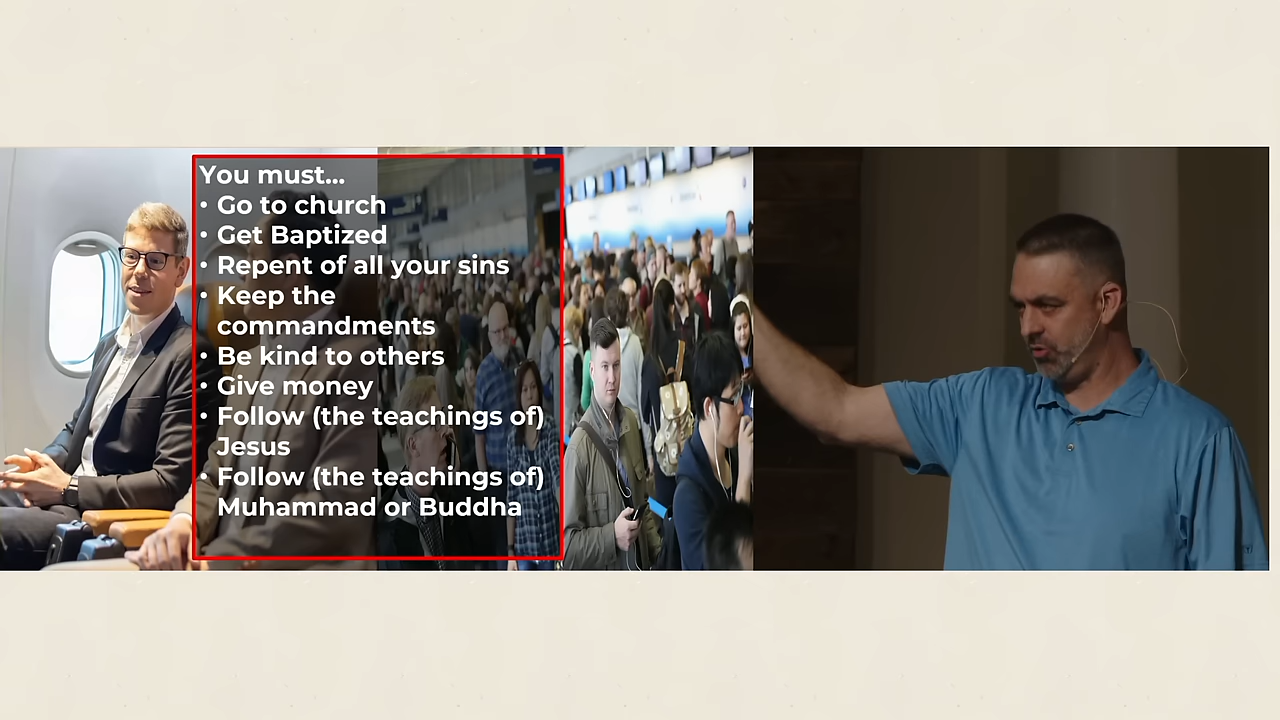 You must...
• Go to church
• Get Baptized
• Repent of all your sins
• Keep the
commandments
• Be kind to others
• Give money
• Follow (the teachings of)
Jesus
• Follow (the teachings of)
Muhammad or Buddha